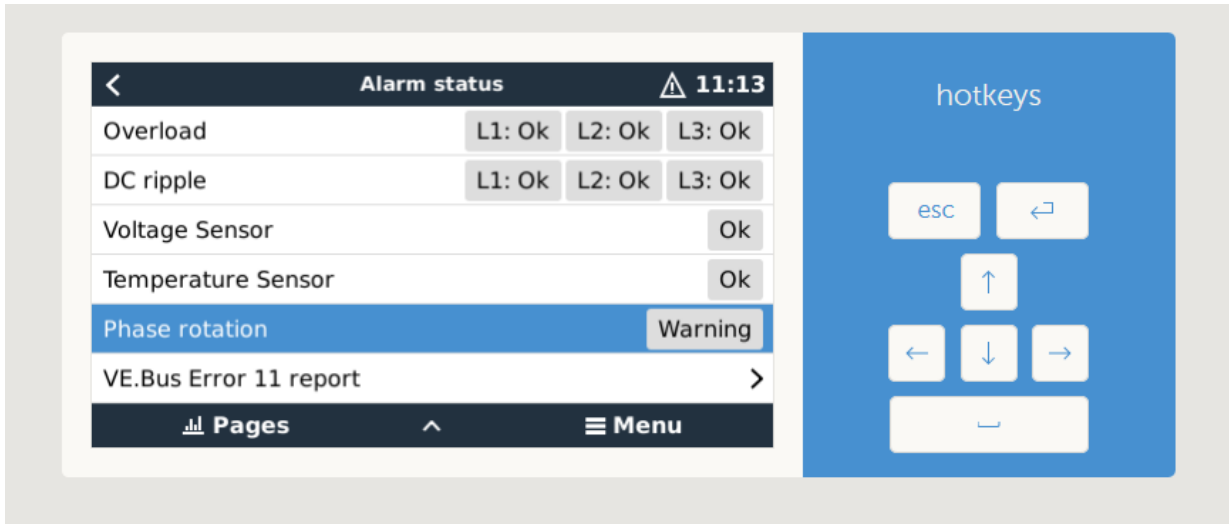 Alarm status 11:13
Overload L1: Ok L2: Ok L3: Ok
DC ripple L1: Ok L2: Ok L3: Ok
Voltage Sensor Ok
Temperature Sensor Ok
Phase rotation Warning
VE.Bus Error 11 report
Pages Menu
hotkeys
esc